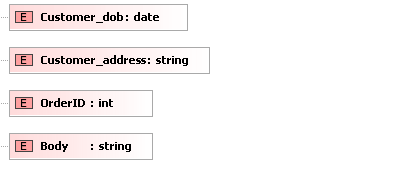 E Customer_dob: date
E Customer_address: string
E OrderID : int
E Body : string